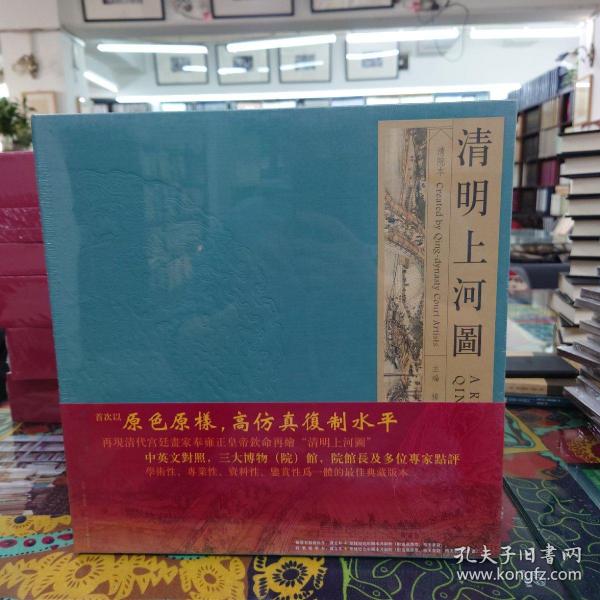 清明上河圖
清院本 Created by Qing-dynasty Court Artists
主編
首次以 原色原樣，高仿真復制水平
再現清代宫廷畫家奉雍正皇帝欽命再繪“清明上河圖”
中英文對照，三大博物（院）館、院館長及多位專家點評
學術性、專業性、資料性、鑒賞性爲一體的最佳典藏版本
孔夫子旧書网
www.kongfz.com